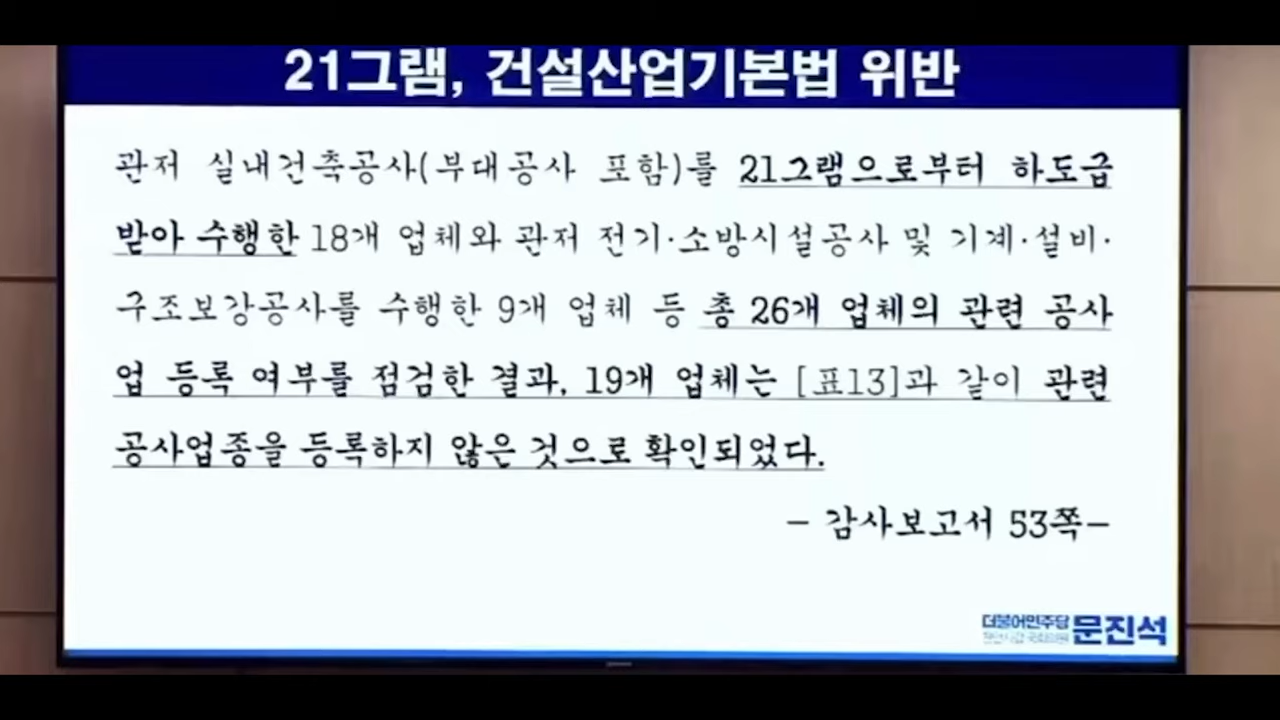 21그램, 건설산업기본법 위반
관저 실내건축공사(부대공사 포함)를 21그램으로부터 하도급
받아 수행한 18개 업체와 관저 전기·소방시설공사 및 기계·설비·
구조보강공사를 수행한 9개 업체 등 총 26개 업체의 관련 공사
업 등록 여부를 점검한 결과, 19개 업체는 [표13]과 같이 관련
공사업종을 등록하지 않은 것으로 확인되었다.
- 감사보고서 53쪽-
더불어민주당
문진석